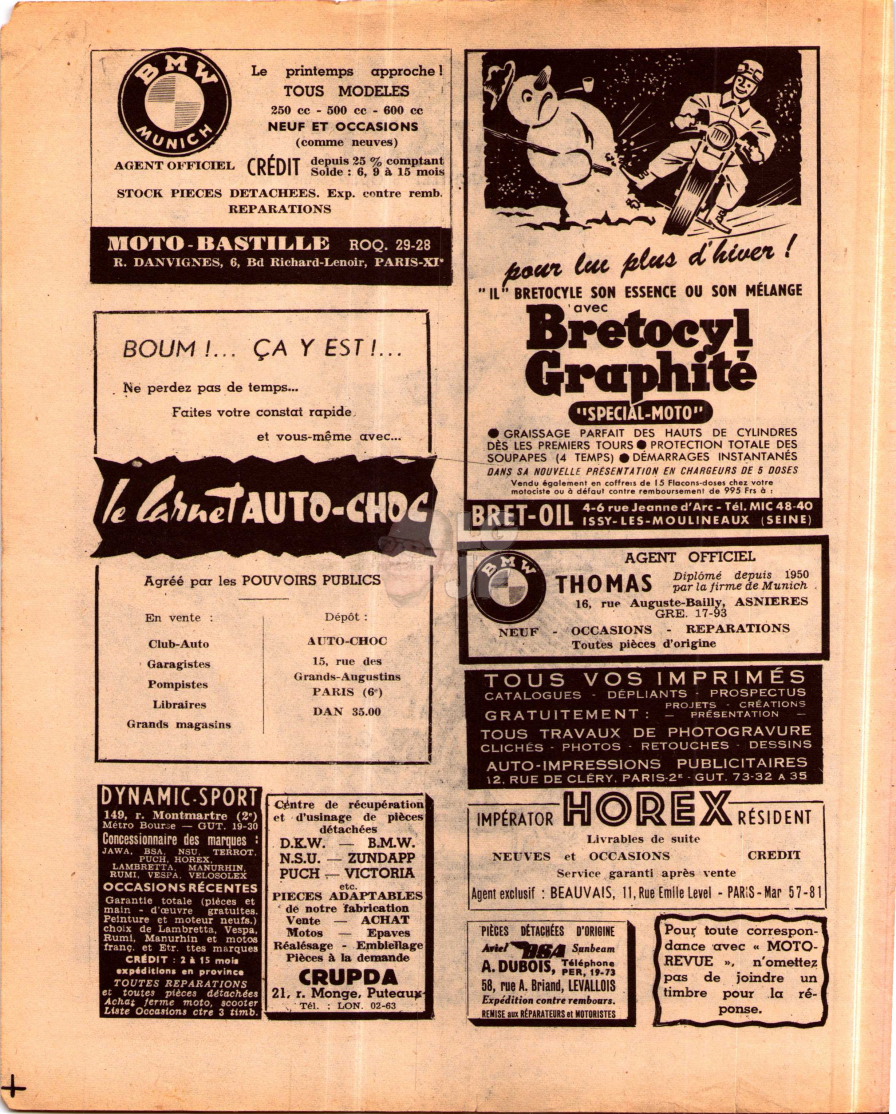 BMW
MUNICH
Le printemps approche !
TOUS MODELES
250 cc - 500 cc - 600 cc
NEUF ET OCCASIONS
(comme neuves)
AGENT OFFICIEL CRÉDIT depuis 25 % comptant
Solde : 6, 9 à 15 mois
STOCK PIECES DETACHEES. Exp. contre remb.
REPARATIONS
MOTO-BASTILLE ROQ. 29-28
R. DANVIGNES, 6, Bd Richard-Lenoir, PARIS-XIe
BOUM !... ÇA Y EST !...
Ne perdez pas de temps...
Faites votre constat rapide
et vous-même avec...
le Carnet AUTO-CHOC
Agréé par les POUVOIRS PUBLICS
En vente :
Club-Auto
Garagistes
Pompistes
Libraires
Grands magasins
Dépôt :
AUTO-CHOC
15, rue des
Grands-Augustins
PARIS (6e)
DAN 35.00
DYNAMIC-SPORT
149, r. Montmartre (2e)
Métro Bourse — GUT. 19-30
Concessionnaire des marques :
JAWA, BSA, NSU, TERROT,
PUCH, HOREX,
LAMBRETTA, MANURHIN,
RUMI, VESPA, VELOSOLEX
OCCASIONS RÉCENTES
Garantie totale (pièces et
main - d'œuvre gratuites.
Peinture et moteur neufs.)
choix de Lambretta, Vespa,
Rumi, Manurhin et motos
franç. et Etr. ttes marques
CRÉDIT : 2 à 15 mois
expéditions en province
TOUTES REPARATIONS
et toutes pièces détachées
Achat ferme moto, scooter
Liste Occasions ctre 3 timb.
Centre de récupération
et d'usinage de pièces
détachées
D.K.W. — B.M.W.
N.S.U. — ZUNDAPP
PUCH — VICTORIA
etc.
PIECES ADAPTABLES
de notre fabrication
Vente — ACHAT
Motos — Epaves
Réalésage - Embiellage
Pièces à la demande
CRUPDA
21, r. Monge, Puteaux
Tél. : LON. 02-63
pour lui plus d'hiver !
"IL" BRETOCYLE SON ESSENCE OU SON MÉLANGE
avec
Bretocyl
Graphité
"SPECIAL-MOTO"
● GRAISSAGE PARFAIT DES HAUTS DE CYLINDRES
DÈS LES PREMIERS TOURS ● PROTECTION TOTALE DES
SOUPAPES (4 TEMPS) ● DÉMARRAGES INSTANTANÉS
DANS SA NOUVELLE PRÉSENTATION EN CHARGEURS DE 5 DOSES
Vendu également en coffrets de 15 Flacons-doses chez votre
motociste ou à défaut contre remboursement de 995 Frs à :
BRET-OIL 4-6 rue Jeanne d'Arc - Tél. MIC 48-40
ISSY-LES-MOULINEAUX (SEINE)
BMW
AGENT OFFICIEL
THOMAS Diplômé depuis 1950
par la firme de Munich
16, rue Auguste-Bailly, ASNIERES
GRE. 17-93
NEUF - OCCASIONS - REPARATIONS
Toutes pièces d'origine
TOUS VOS IMPRIMÉS
CATALOGUES - DÉPLIANTS - PROSPECTUS
GRATUITEMENT : PROJETS - CRÉATIONS
— PRÉSENTATION —
TOUS TRAVAUX DE PHOTOGRAVURE
CLICHÉS - PHOTOS - RETOUCHES - DESSINS
AUTO-IMPRESSIONS PUBLICITAIRES
12, RUE DE CLÉRY, PARIS-2e - GUT. 73-32 A 35
IMPÉRATOR HOREX RÉSIDENT
Livrables de suite
NEUVES et OCCASIONS CREDIT
Service garanti après vente
Agent exclusif : BEAUVAIS, 11, Rue Emile Level - PARIS - Mar 57-81
PIÈCES DÉTACHÉES D'ORIGINE
Ariel BSA Sunbeam
A. DUBOIS, Téléphone
PER. 19-73
58, rue A. Briand, LEVALLOIS
Expédition contre rembours.
REMISE aux RÉPARATEURS et MOTORISTES
Pour toute correspon-
dance avec « MOTO-
REVUE », n'omettez
pas de joindre un
timbre pour la ré-
ponse.